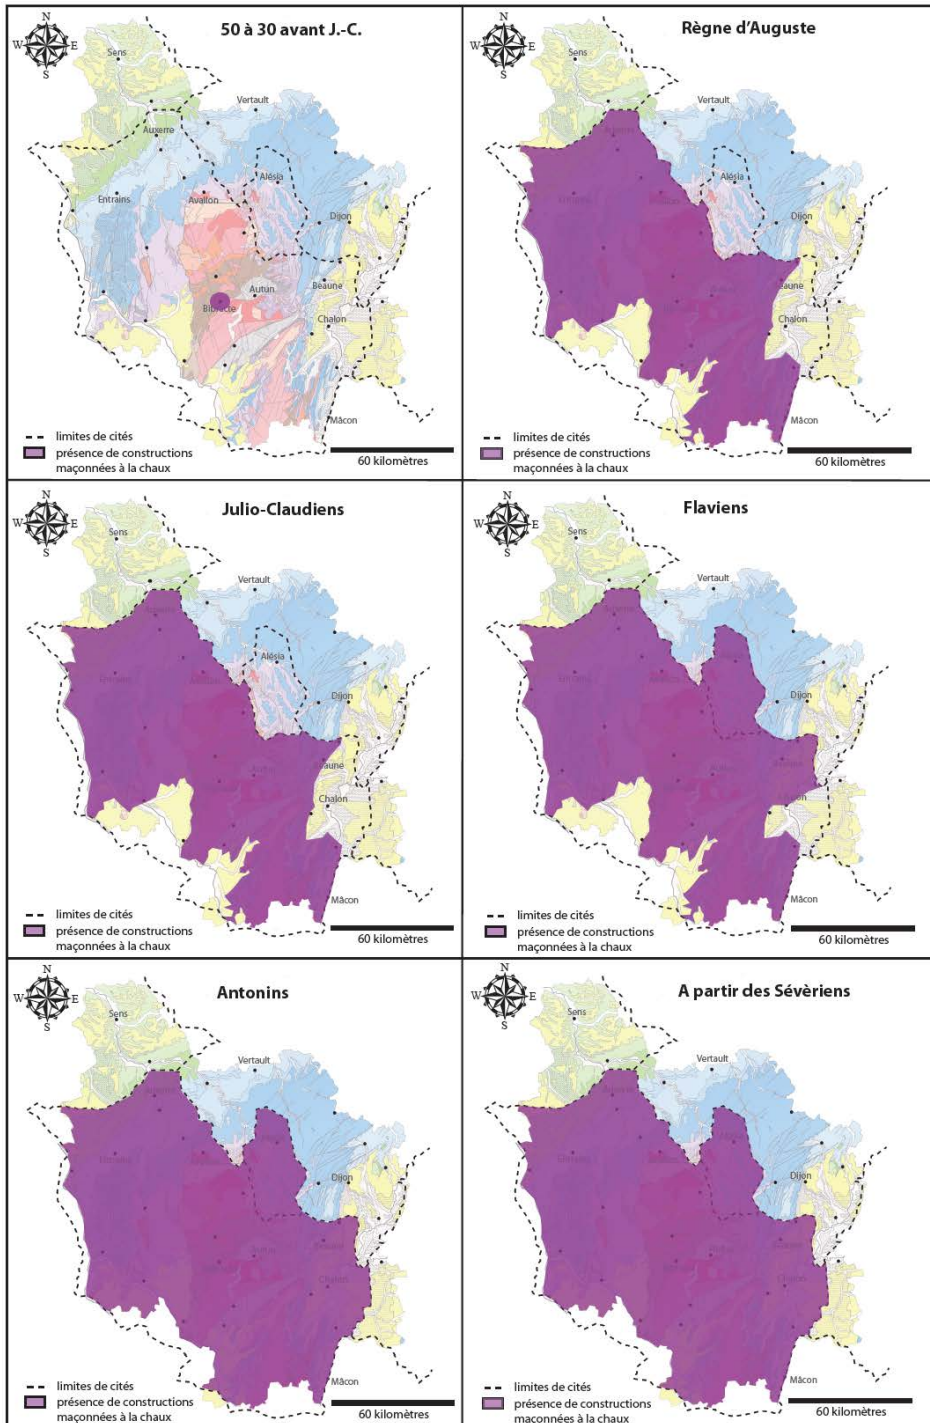 50 à 30 avant J.-C.
N
W
E
S
Sens
Vertault
Auxerre
Entrains
Avallon
Alésia
Dijon
Autun
Beaune
Bibracte
Chalon
Mâcon
limites de cités
présence de constructions
maçonnées à la chaux
60 kilomètres
Règne d'Auguste
N
W
E
S
Sens
Vertault
Alésia
Dijon
Chalon
Mâcon
limites de cités
présence de constructions
maçonnées à la chaux
60 kilomètres
Julio-Claudiens
N
W
E
S
Sens
Vertault
Alésia
Dijon
Chalon
Mâcon
limites de cités
présence de constructions
maçonnées à la chaux
60 kilomètres
Flaviens
N
W
E
S
Sens
Vertault
Dijon
Mâcon
limites de cités
présence de constructions
maçonnées à la chaux
60 kilomètres
Antonins
N
W
E
S
Sens
Vertault
Dijon
Mâcon
limites de cités
présence de constructions
maçonnées à la chaux
60 kilomètres
A partir des Sévèriens
N
W
E
S
Sens
Vertault
Dijon
Mâcon
limites de cités
présence de constructions
maçonnées à la chaux
60 kilomètres